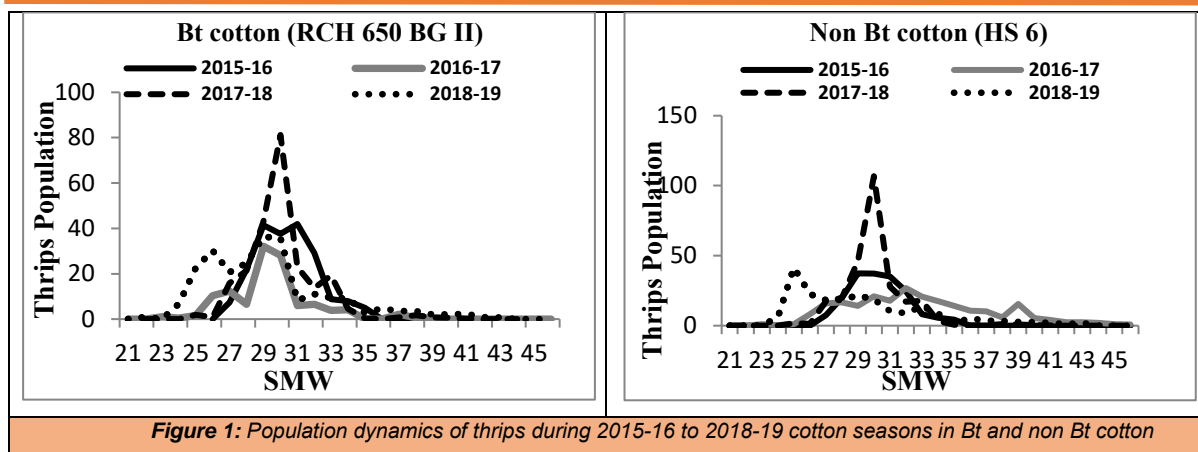 Bt cotton (RCH 650 BG II)
2015-16 2016-17
2017-18 2018-19
100
80
60
40
20
0
Thrips Population
21 23 25 27 29 31 33 35 37 39 41 43 45
SMW
Non Bt cotton (HS 6)
2015-16 2016-17
2017-18 2018-19
150
100
50
0
Thrips Population
21 23 25 27 29 31 33 35 37 39 41 43 45
SMW
Figure 1: Population dynamics of thrips during 2015-16 to 2018-19 cotton seasons in Bt and non Bt cotton